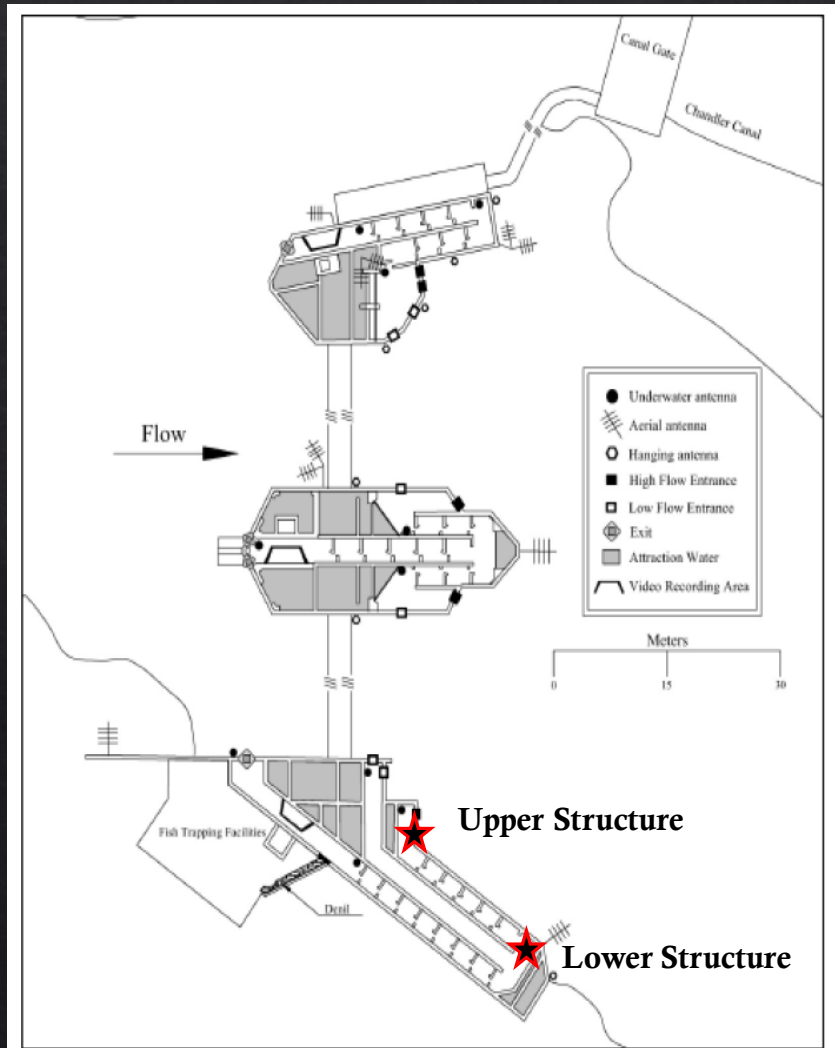 Canal Gate
Chandler Canal
Flow
Underwater antenna
Aerial antenna
Hanging antenna
High Flow Entrance
Low Flow Entrance
Exit
Attraction Water
Video Recording Area
Meters
0 15 30
Upper Structure
Fish Trapping Facilities
Denil
Lower Structure